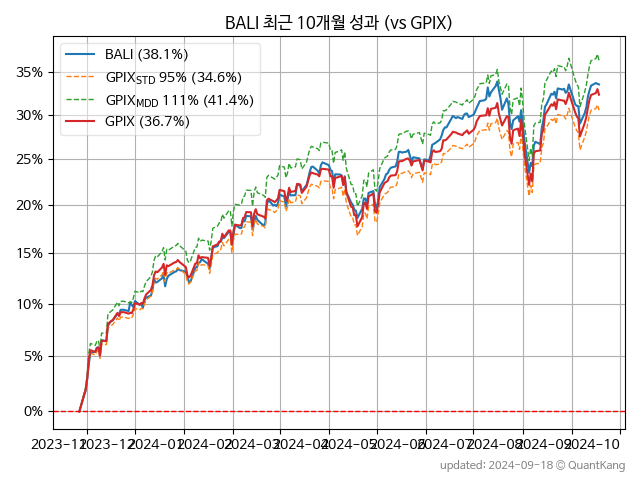 BALI 최근 10개월 성과 (vs GPIX)
BALI (38.1%)
GPIX_STD 95% (34.6%)
GPIX_MDD 111% (41.4%)
GPIX (36.7%)
35%
30%
25%
20%
15%
10%
5%
0%
2023-11 2023-12 2024-01 2024-02 2024-03 2024-04 2024-05 2024-06 2024-07 2024-08 2024-09 2024-10
updated: 2024-09-18 @ QuantKang